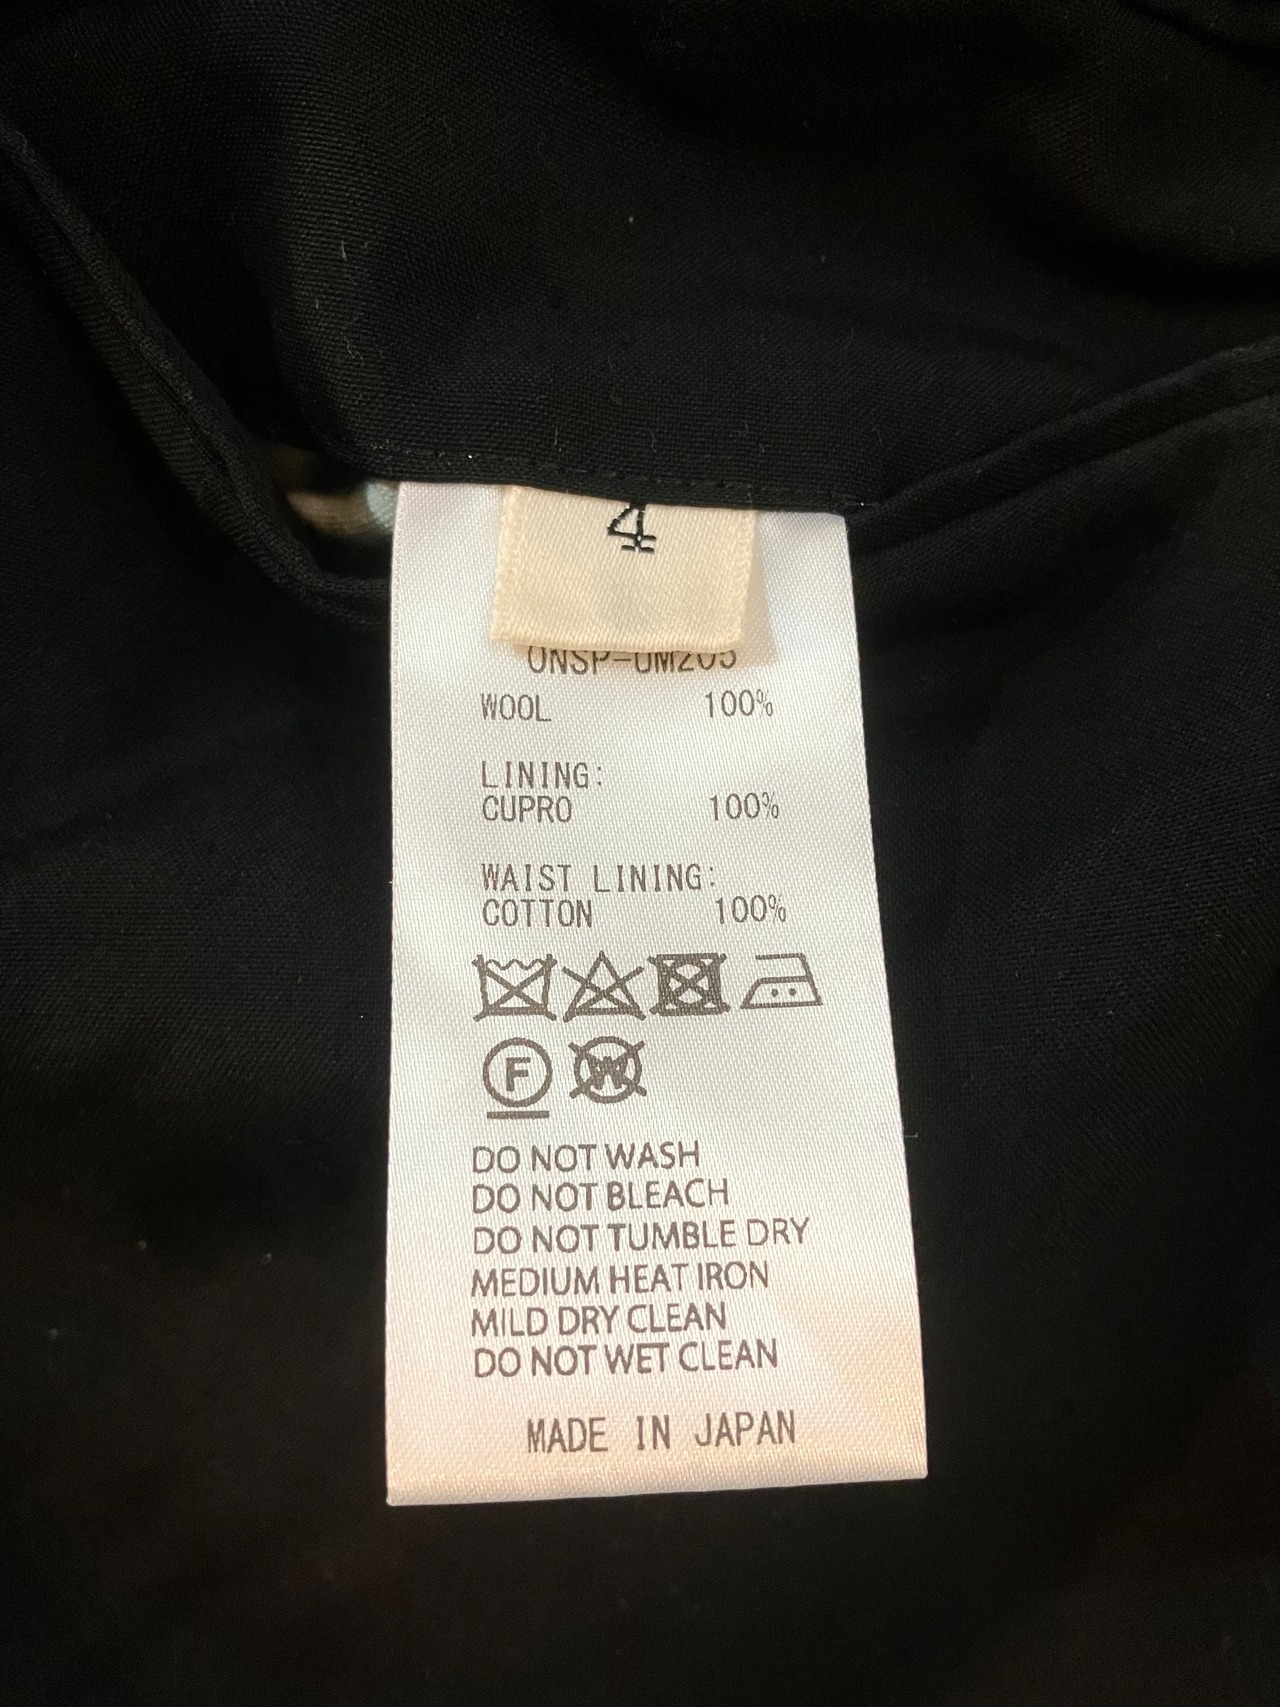 4
WOOL 100%
LINING:
CUPRO 100%
WAIST LINING:
COTTON 100%
F W
DO NOT WASH
DO NOT BLEACH
DO NOT TUMBLE DRY
MEDIUM HEAT IRON
MILD DRY CLEAN
DO NOT WET CLEAN
MADE IN JAPAN